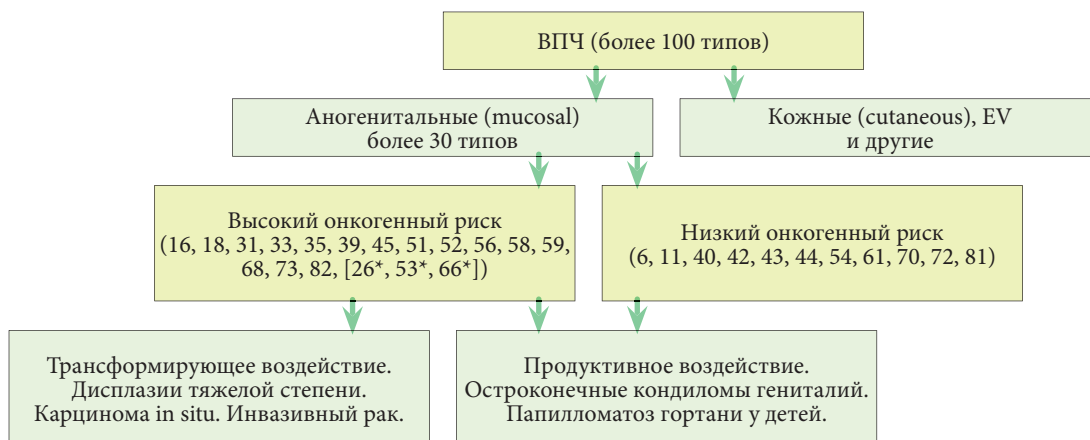 ВПЧ (более 100 типов)
Аногенитальные (mucosal)
более 30 типов
Кожные (cutaneous), EV
и другие
Высокий онкогенный риск
(16, 18, 31, 33, 35, 39, 45, 51, 52, 56, 58, 59,
68, 73, 82, [26*, 53*, 66*])
Низкий онкогенный риск
(6, 11, 40, 42, 43, 44, 54, 61, 70, 72, 81)
Трансформирующее воздействие.
Дисплазии тяжелой степени.
Карцинома in situ. Инвазивный рак.
Продуктивное воздействие.
Остроконечные кондиломы гениталий.
Папилломатоз гортани у детей.